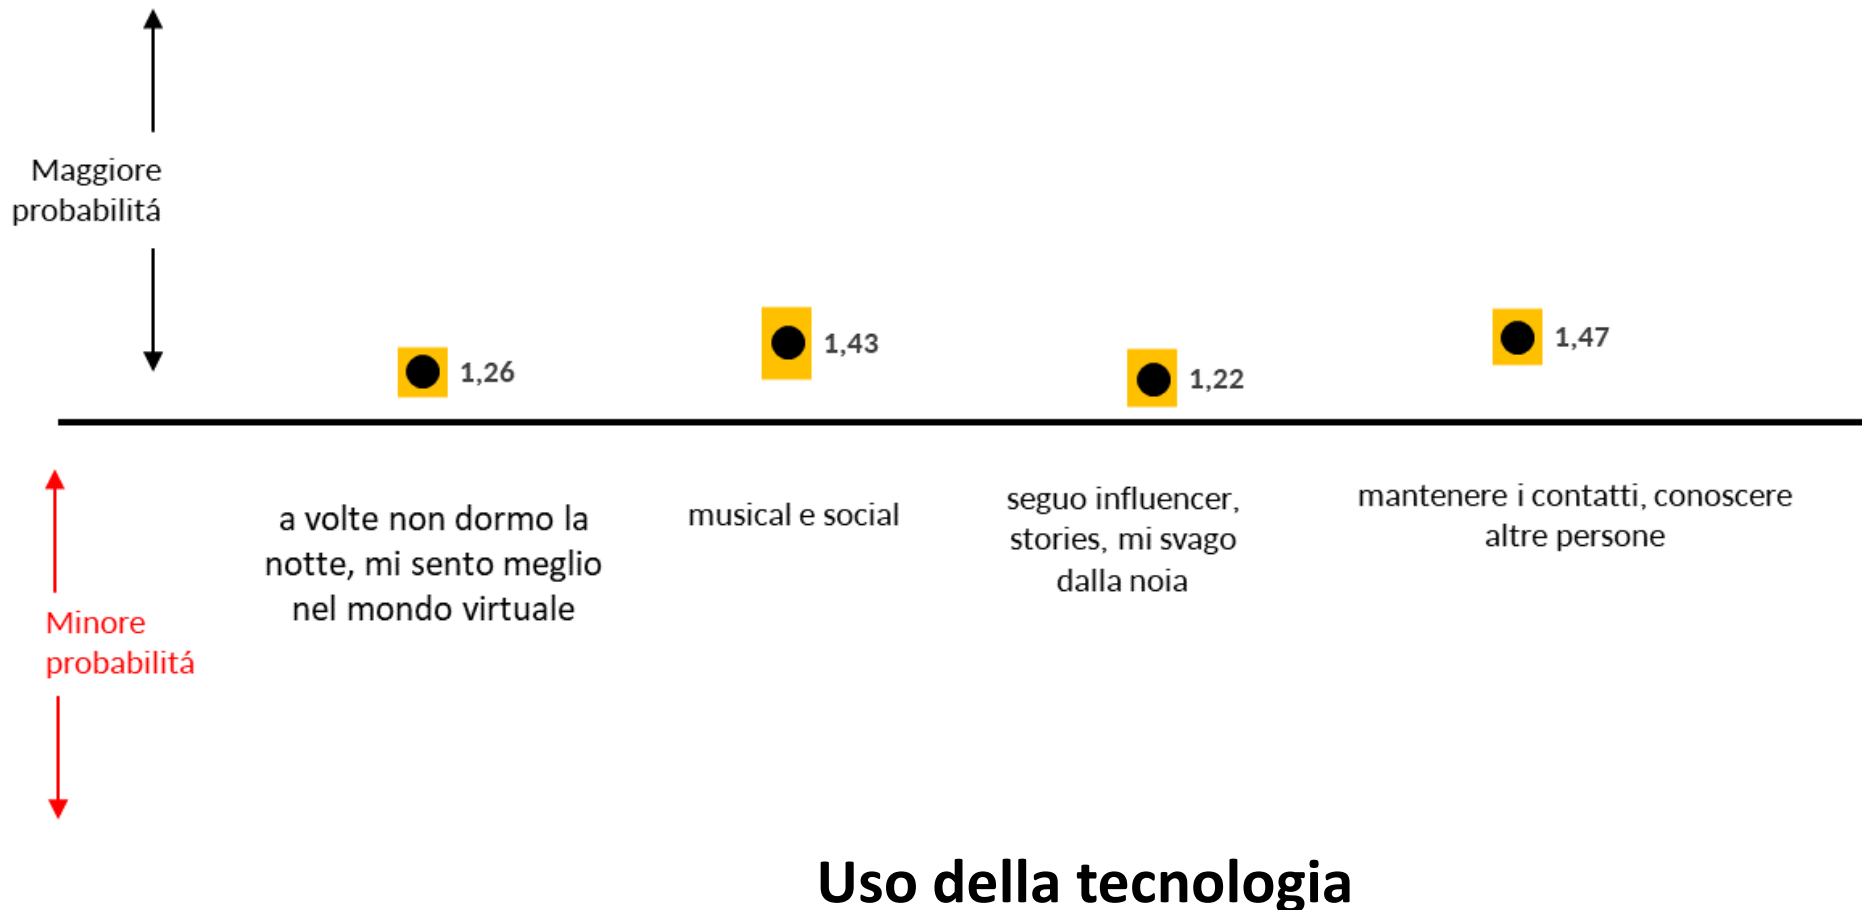 Maggiore
probabilitá
1,26
1,43
1,22
1,47
a volte non dormo la
notte, mi sento meglio
nel mondo virtuale
musical e social
seguo influencer,
stories, mi svago
dalla noia
mantenere i contatti, conoscere
altre persone
Minore
probabilitá
Uso della tecnologia